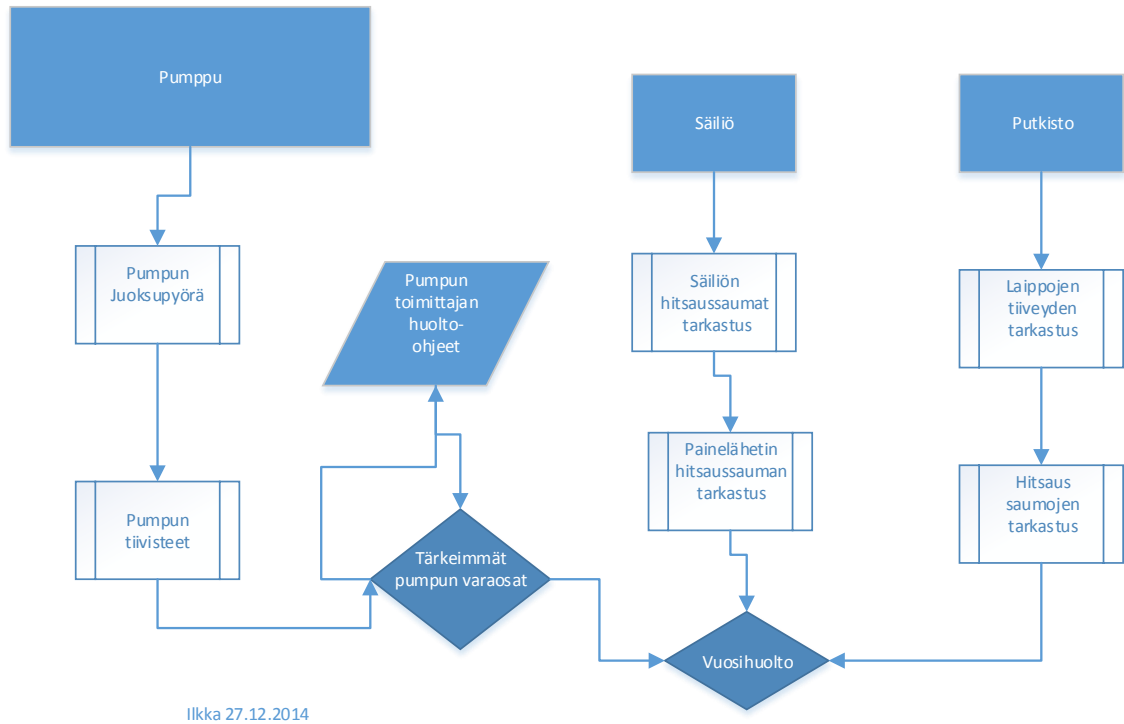 Pumppu
Säiliö
Putkisto
Pumpun
Juoksupyörä
Pumpun
toimittajan
huolto-
ohjeet
Säiliön
hitsaussaumat
tarkastus
Laippojen
tiiveyden
tarkastus
Pumpun
tiivisteet
Painelähetin
hitsaussauman
tarkastus
Hitsaus
saumojen
tarkastus
Tärkeimmät
pumpun varaosat
Vuosihuolto
Ilkka 27.12.2014